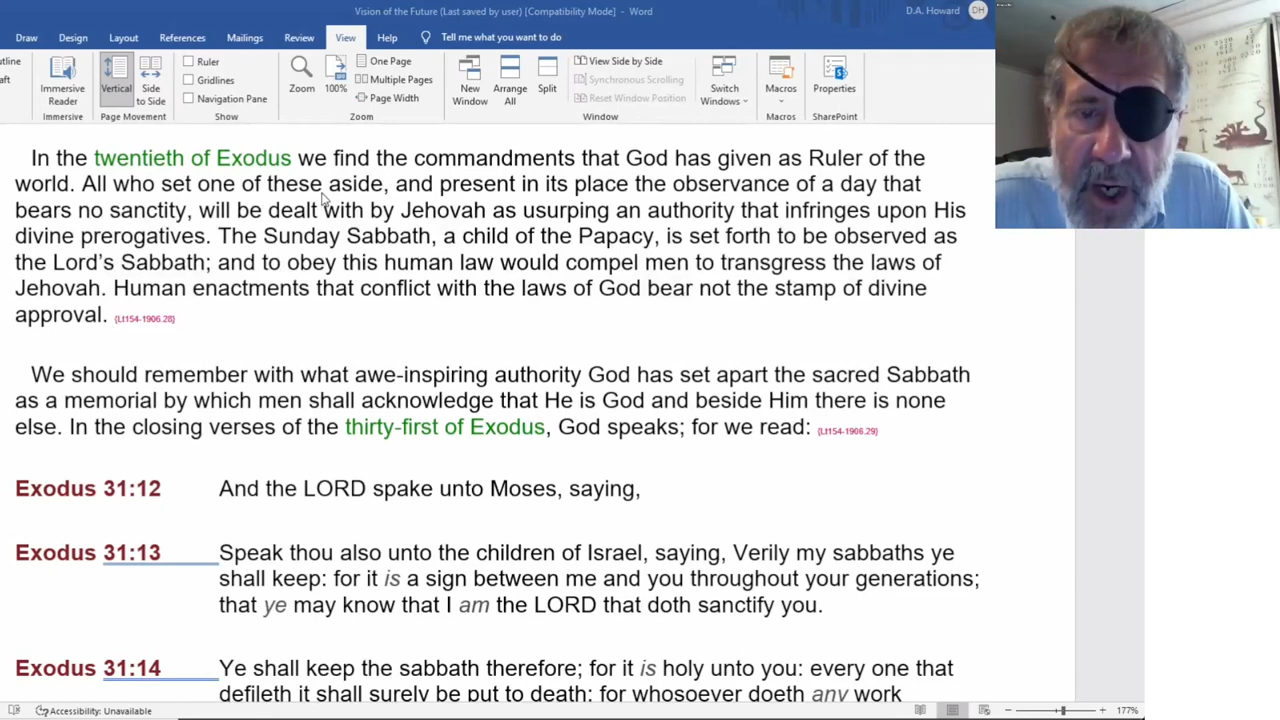 Vision of the Future (Last saved by user) [Compatibility Mode] - Word
D.A. Howard
DH
Draw Design Layout References Mailings Review View Help Tell me what you want to do
Immersive
Reader
Immersive
Vertical
Side
to Side
Page Movement
Ruler
Gridlines
Navigation Pane
Show
Zoom
100%
One Page
Multiple Pages
Page Width
Zoom
New
Window
Arrange
All
Split
View Side by Side
Synchronous Scrolling
Reset Window Position
Switch
Windows
Window
Macros
Macros
Properties
SharePoint
In the twentieth of Exodus we find the commandments that God has given as Ruler of the
world. All who set one of these aside, and present in its place the observance of a day that
bears no sanctity, will be dealt with by Jehovah as usurping an authority that infringes upon His
divine prerogatives. The Sunday Sabbath, a child of the Papacy, is set forth to be observed as
the Lord's Sabbath; and to obey this human law would compel men to transgress the laws of
Jehovah. Human enactments that conflict with the laws of God bear not the stamp of divine
approval. {Lt154-1906.28}
We should remember with what awe-inspiring authority God has set apart the sacred Sabbath
as a memorial by which men shall acknowledge that He is God and beside Him there is none
else. In the closing verses of the thirty-first of Exodus, God speaks; for we read: {Lt154-1906.29}
Exodus 31:12 And the LORD spake unto Moses, saying,
Exodus 31:13 Speak thou also unto the children of Israel, saying, Verily my sabbaths ye
shall keep: for it is a sign between me and you throughout your generations;
that ye may know that I am the LORD that doth sanctify you.
Exodus 31:14 Ye shall keep the sabbath therefore; for it is holy unto you: every one that
defileth it shall surely be put to death: for whosoever doeth any work
Accessibility: Unavailable
177%